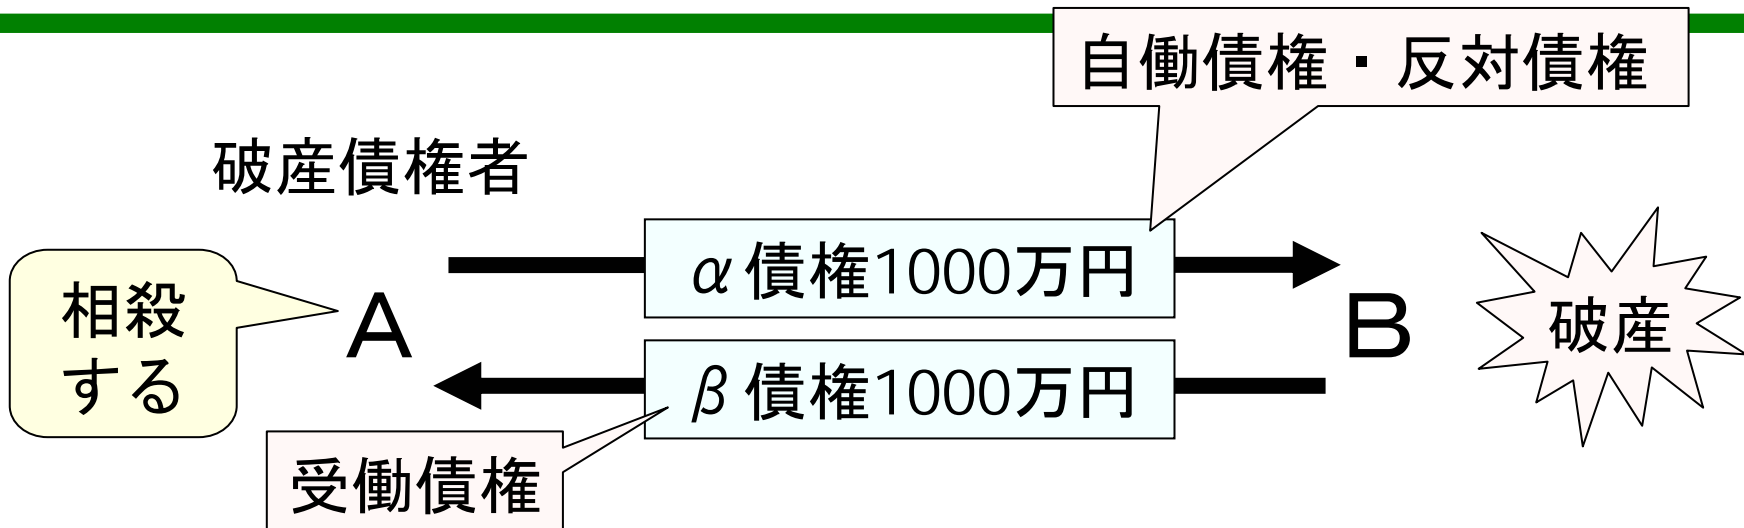 自働債権・反対債権
破産債権者
α債権1000万円
相殺
する
A
B
破産
β債権1000万円
受働債権